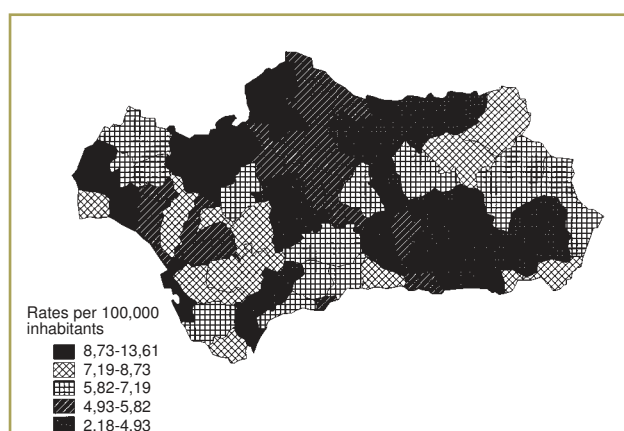 Rates per 100,000
inhabitants
8,73-13,61
7,19-8,73
5,82-7,19
4,93-5,82
2,18-4,93